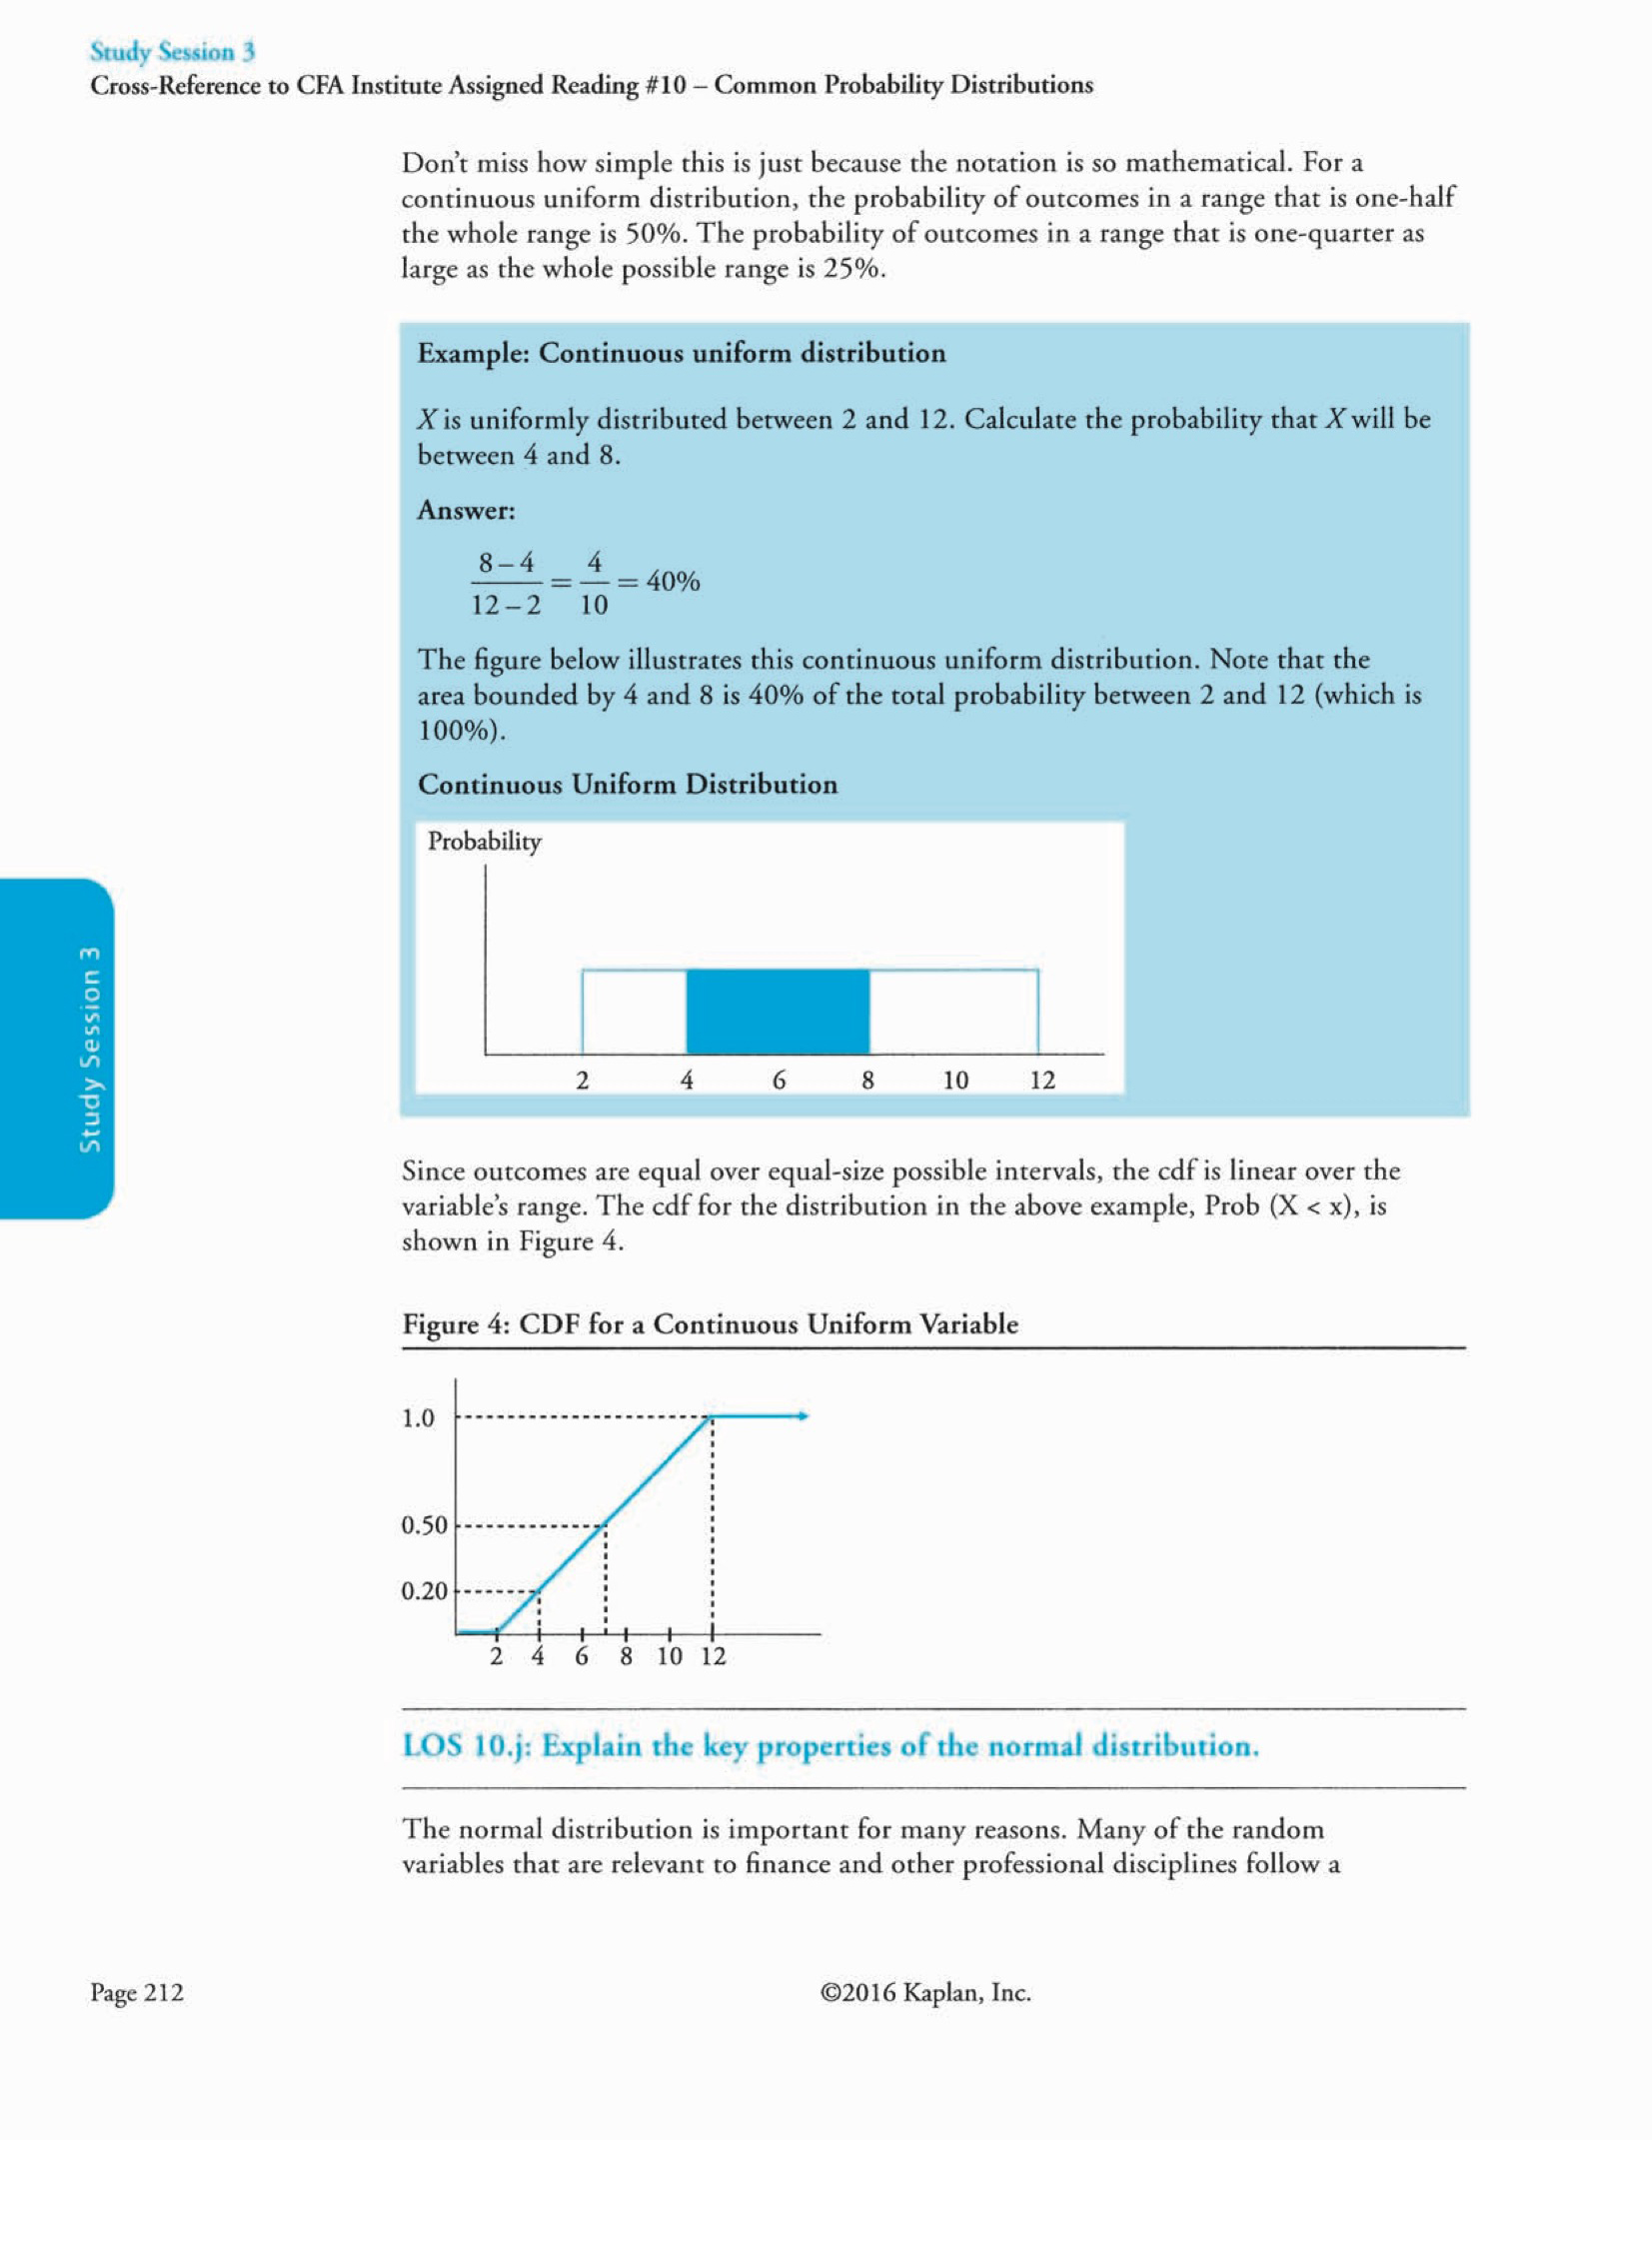 Study Session 3
Cross-Reference to CFA Institute Assigned Reading #10 – Common Probability Distributions
Don't miss how simple this is just because the notation is so mathematical. For a
continuous uniform distribution, the probability of outcomes in a range that is one-half
the whole range is 50%. The probability of outcomes in a range that is one-quarter as
large as the whole possible range is 25%.
Example: Continuous uniform distribution
X is uniformly distributed between 2 and 12. Calculate the probability that X will be
between 4 and 8.
Answer:
8 – 4 4
= = 40%
12 – 2 10
The figure below illustrates this continuous uniform distribution. Note that the
area bounded by 4 and 8 is 40% of the total probability between 2 and 12 (which is
100%).
Continuous Uniform Distribution
Probability
2 4 6 8 10 12
Study Session 3
Since outcomes are equal over equal-size possible intervals, the cdf is linear over the
variable's range. The cdf for the distribution in the above example, Prob (X < x), is
shown in Figure 4.
Figure 4: CDF for a Continuous Uniform Variable
1.0
0.50
0.20
2 4 6 8 10 12
LOS 10.j: Explain the key properties of the normal distribution.
The normal distribution is important for many reasons. Many of the random
variables that are relevant to finance and other professional disciplines follow a
Page 212
©2016 Kaplan, Inc.